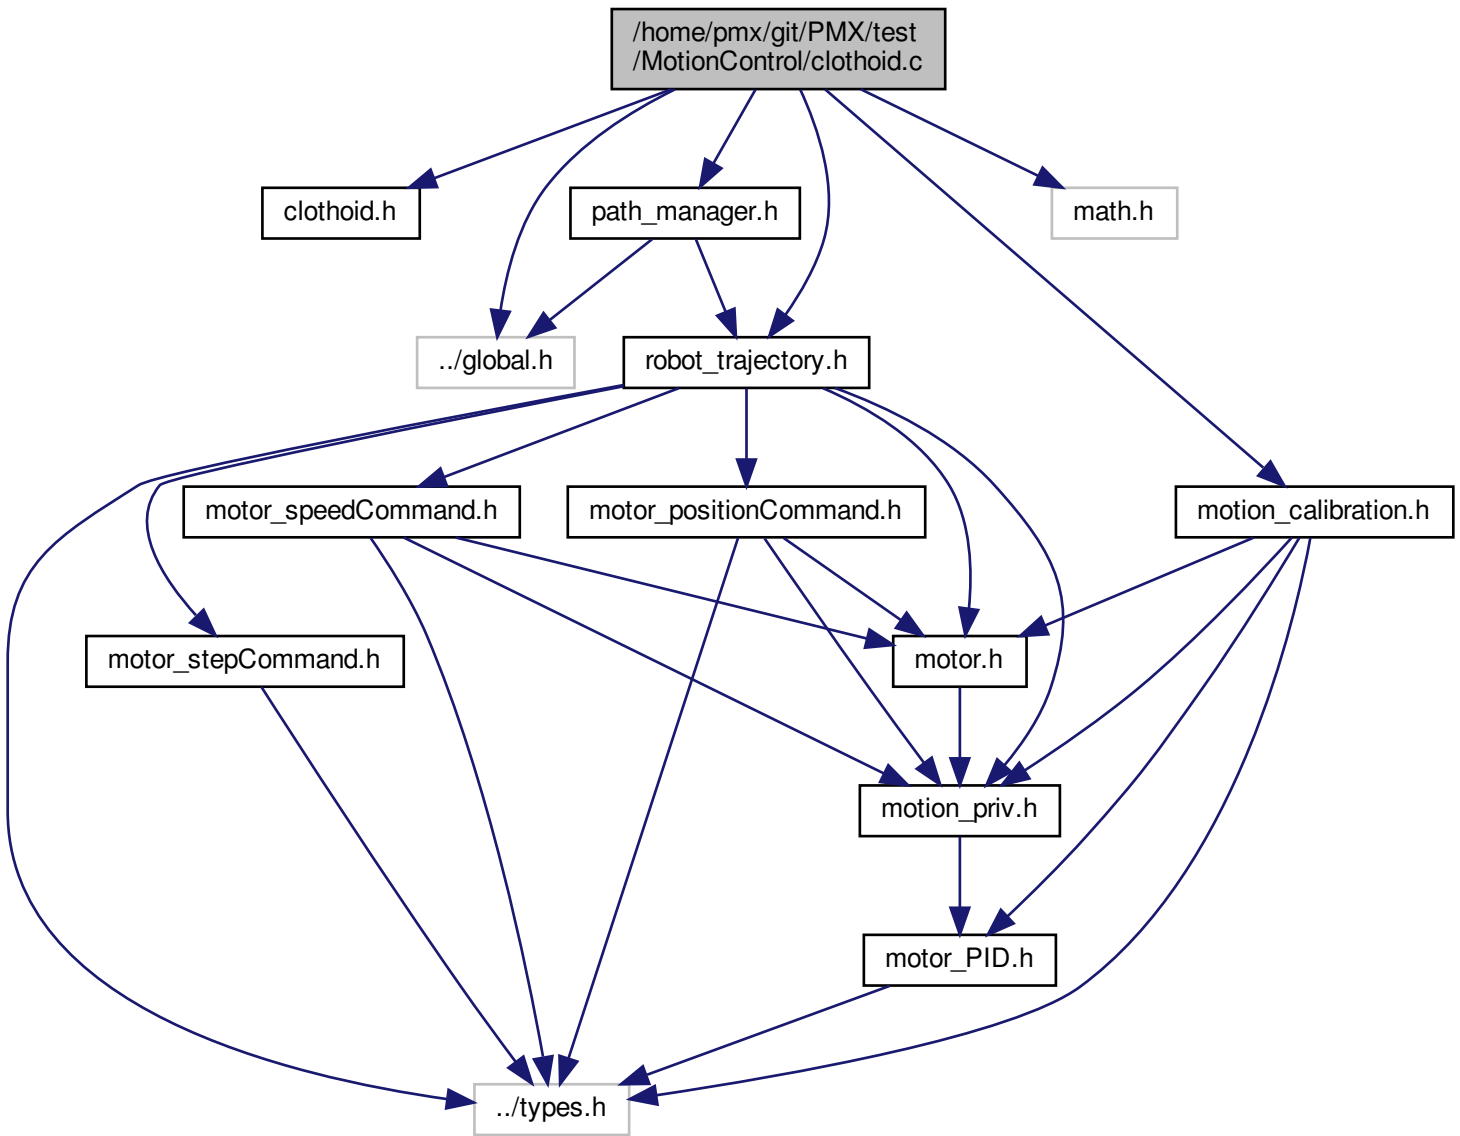 /home/pmx/git/PMX/test
/MotionControl/clothoid.c
clothoid.h
path_manager.h
math.h
../global.h
robot_trajectory.h
motor_speedCommand.h
motor_positionCommand.h
motion_calibration.h
motor_stepCommand.h
motor.h
motion_priv.h
motor_PID.h
../types.h